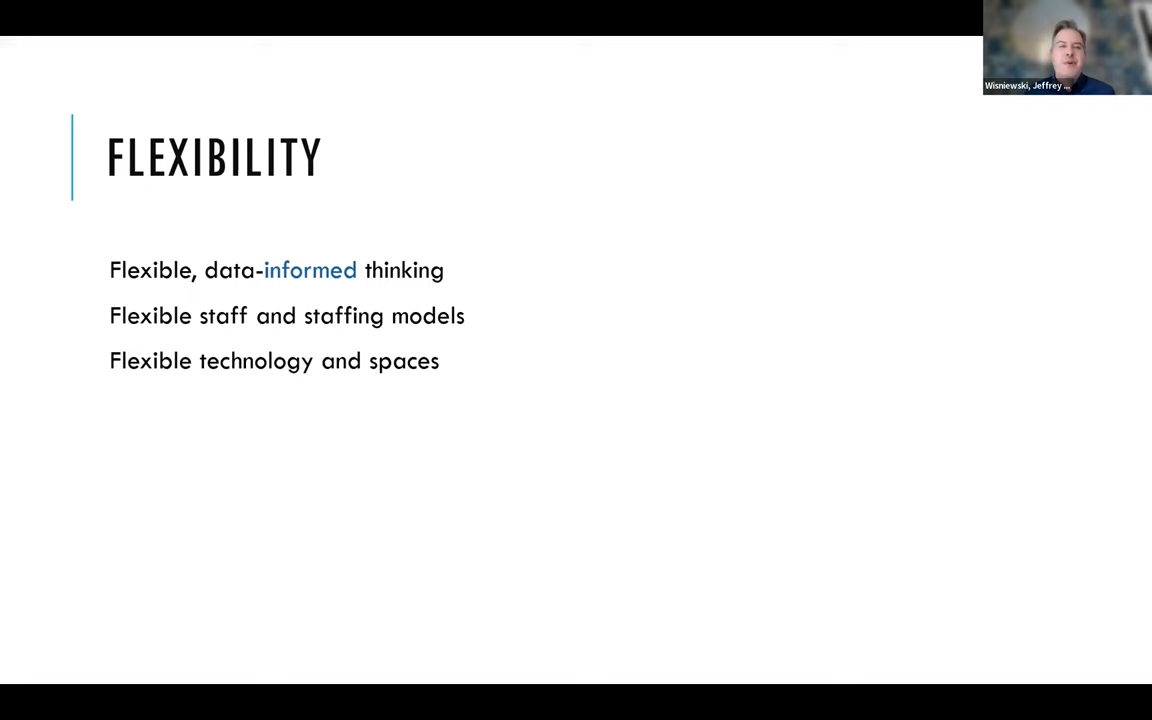 Wisniewski, Jeffrey ...
FLEXIBILITY
Flexible, data-informed thinking
Flexible staff and staffing models
Flexible technology and spaces